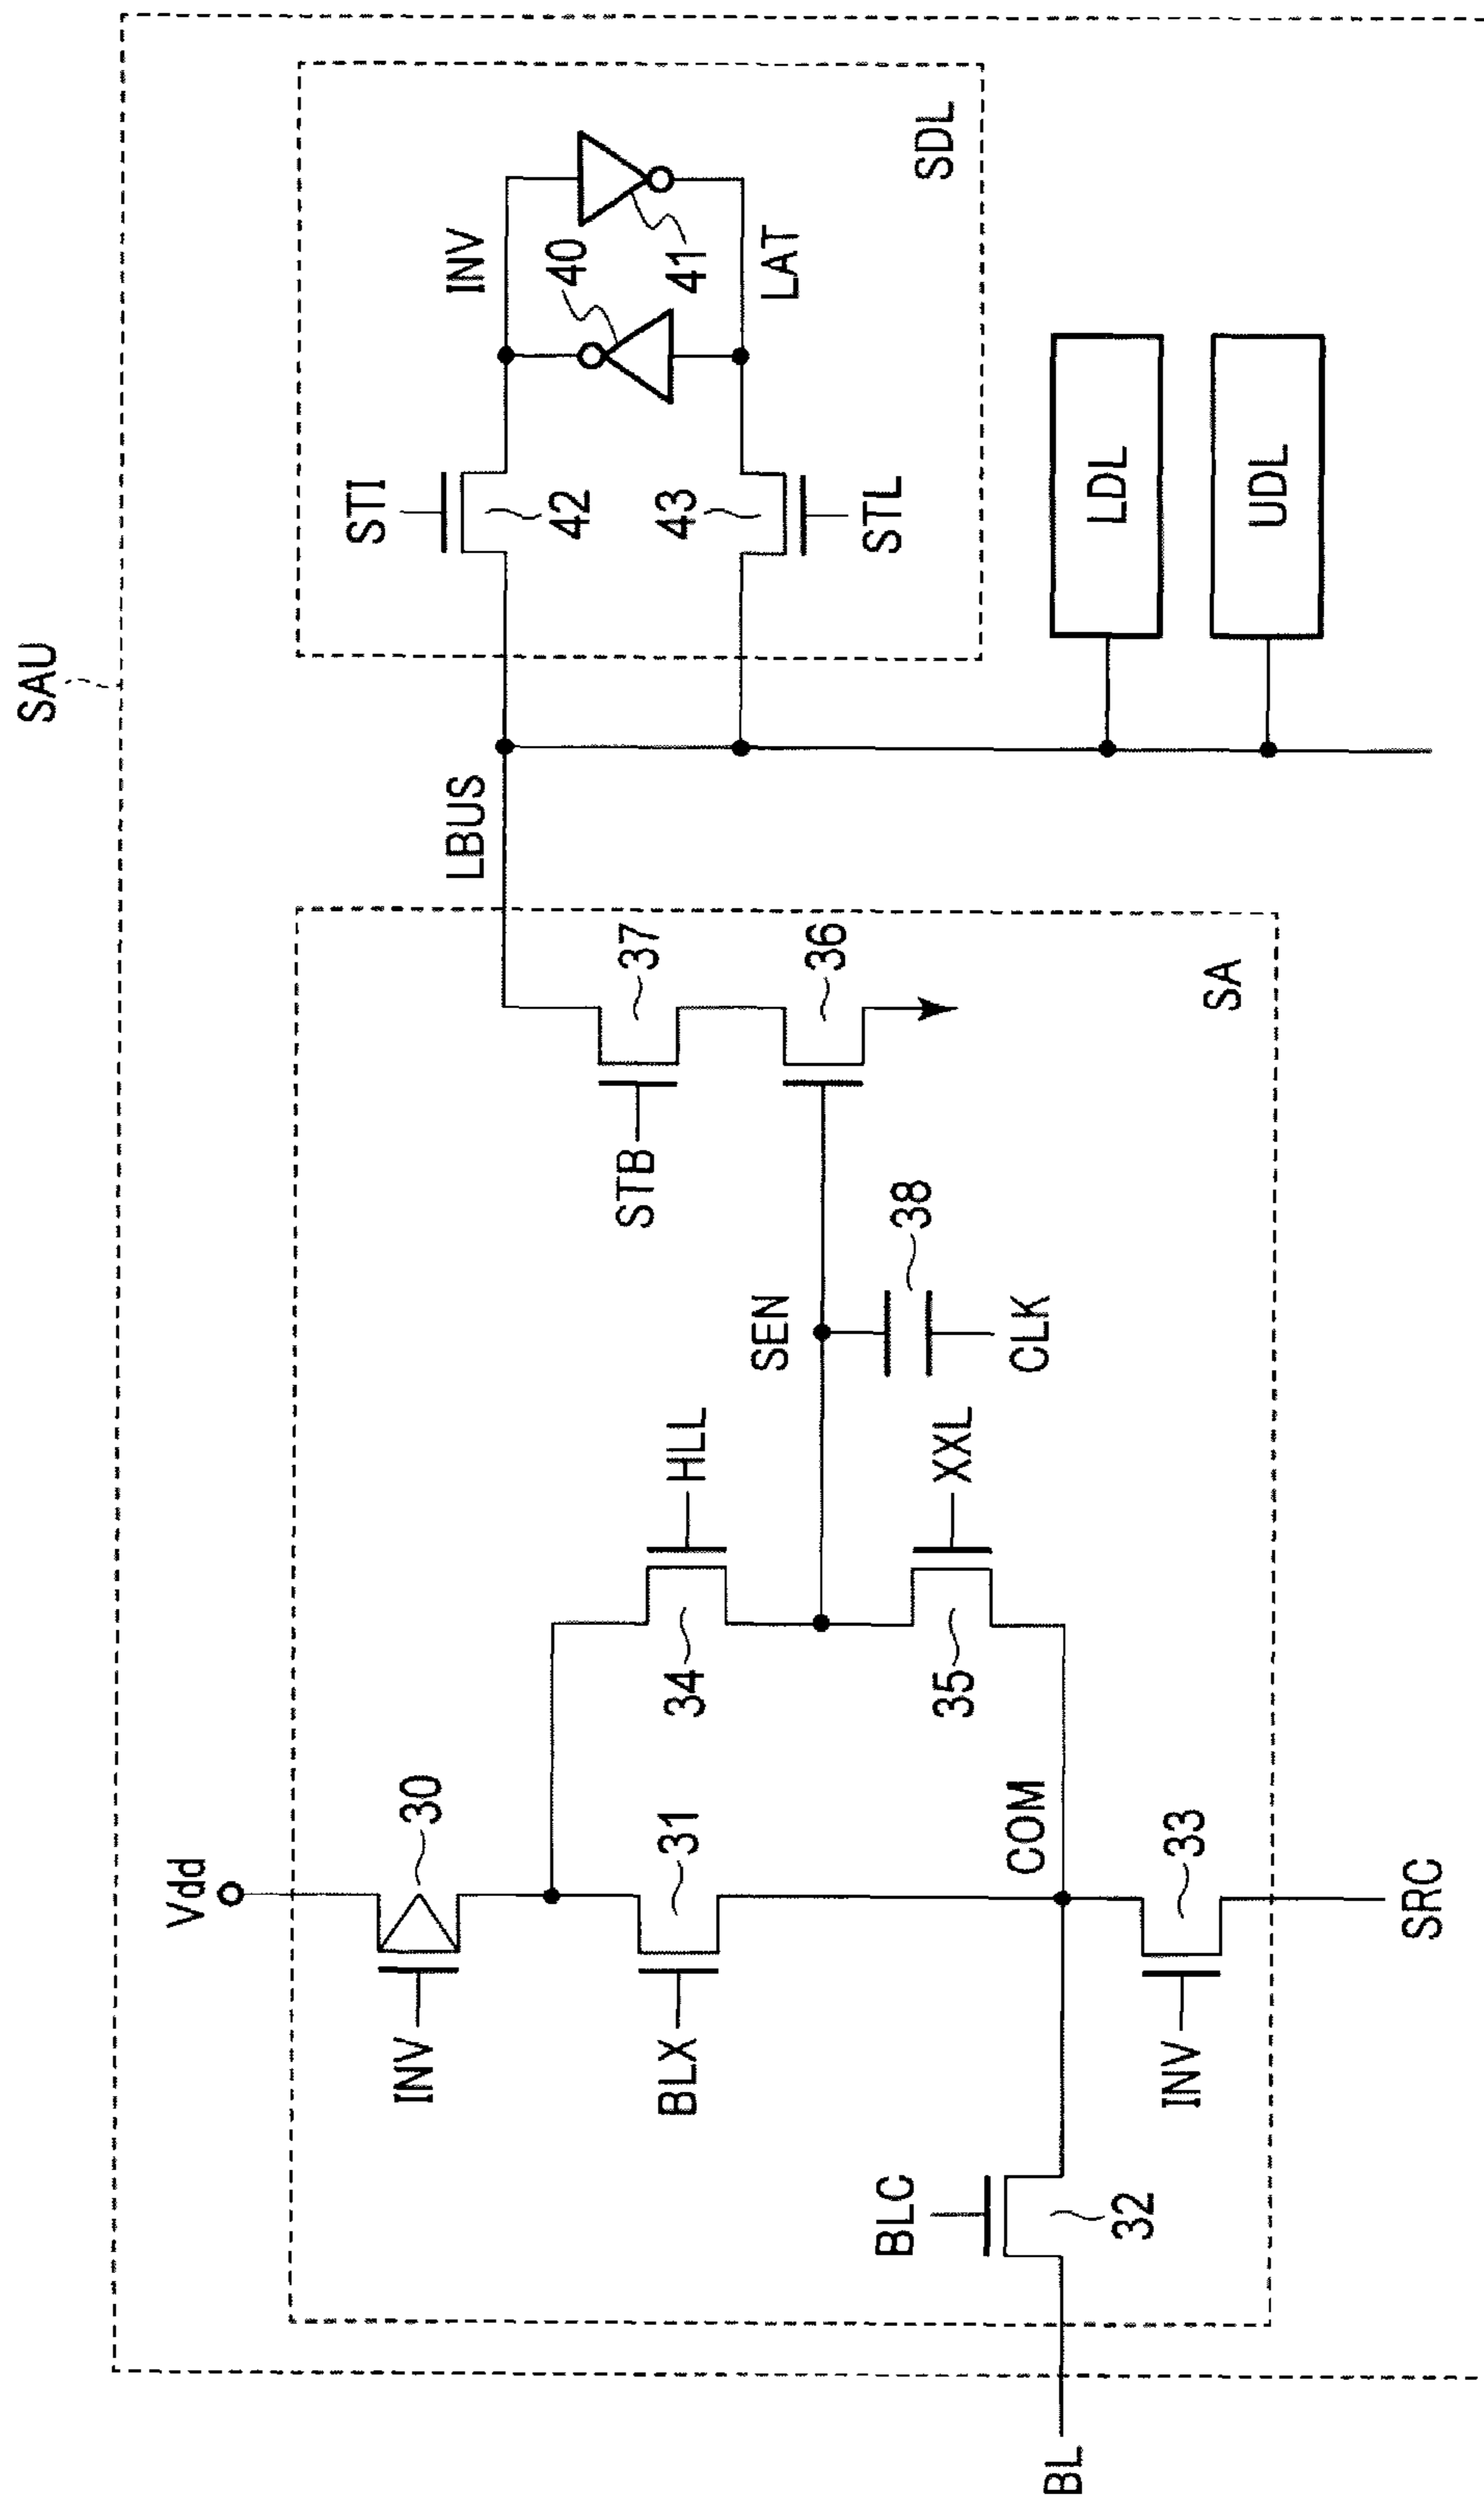 SAU
Vdd
INV
30
BLX
31
34
HLL
BLC
32
COM
INV
33
SRC
BL
35
XXL
SEN
38
CLK
STB
37
36
SA
LBUS
STI
42
43
STL
INV
40
41
LAT
SDL
LDL
UDL